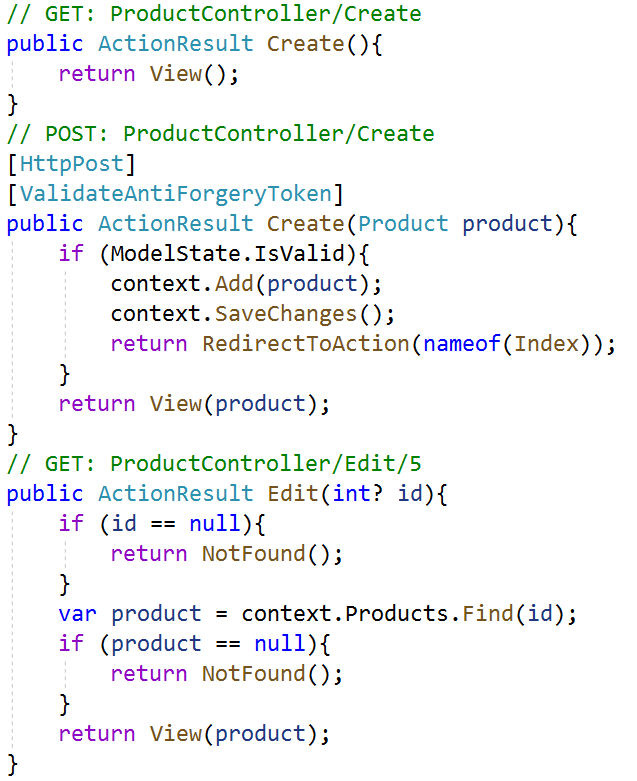 // GET: ProductController/Create
public ActionResult Create(){
    return View();
}
// POST: ProductController/Create
[HttpPost]
[ValidateAntiForgeryToken]
public ActionResult Create(Product product){
    if (ModelState.IsValid){
        context.Add(product);
        context.SaveChanges();
        return RedirectToAction(nameof(Index));
    }
    return View(product);
}
// GET: ProductController/Edit/5
public ActionResult Edit(int? id){
    if (id == null){
        return NotFound();
    }
    var product = context.Products.Find(id);
    if (product == null){
        return NotFound();
    }
    return View(product);
}